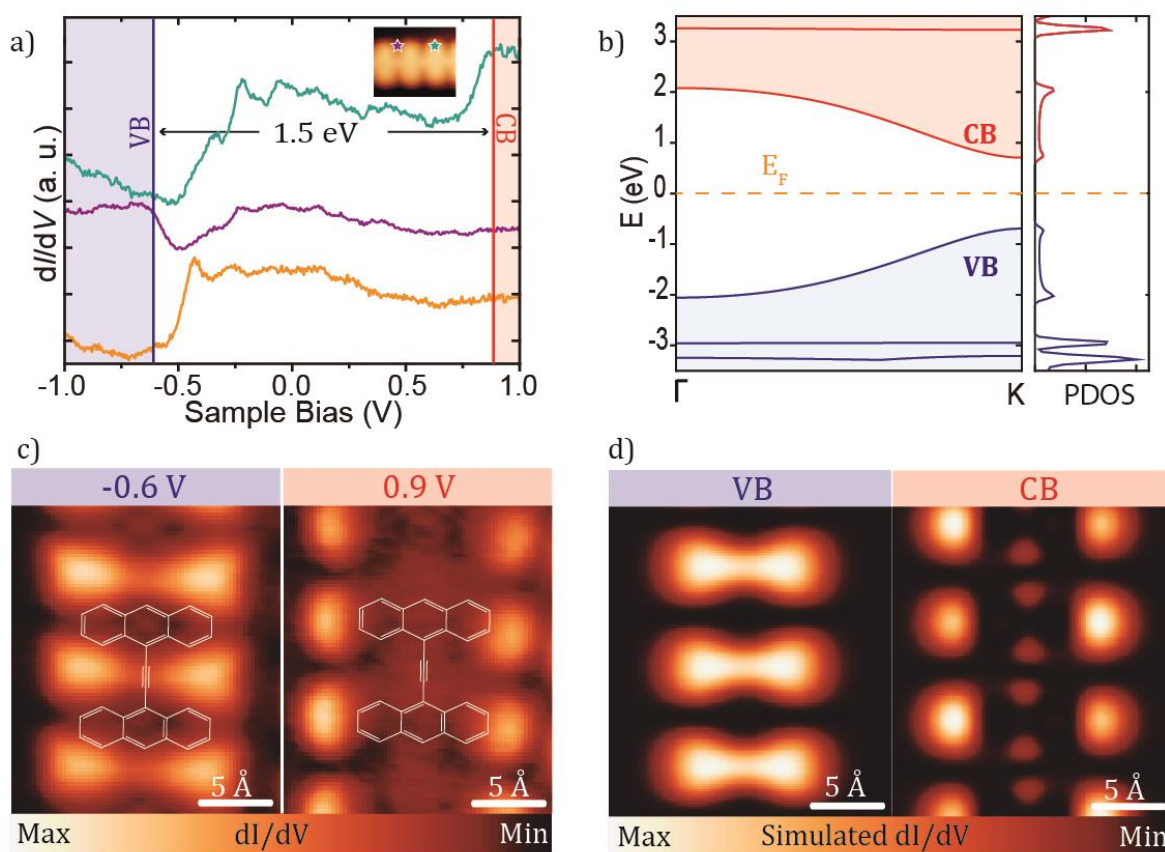 a)
dI/dV (a. u.)
VB
1.5 eV
CB
-1.0 -0.5 0.0 0.5 1.0
Sample Bias (V)
b)
E (eV)
3
2
1
0
-1
-2
-3
CB
E_F
VB
Γ K
PDOS
c)
-0.6 V 0.9 V
5 Å 5 Å
Max dI/dV Min
d)
VB CB
5 Å 5 Å
Max Simulated dI/dV Min